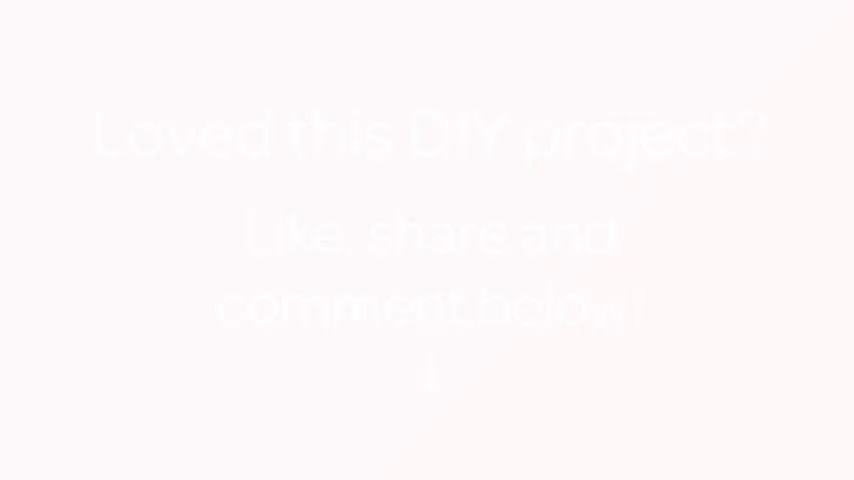 Loved this DIY project?
Like, share and
comment below!!